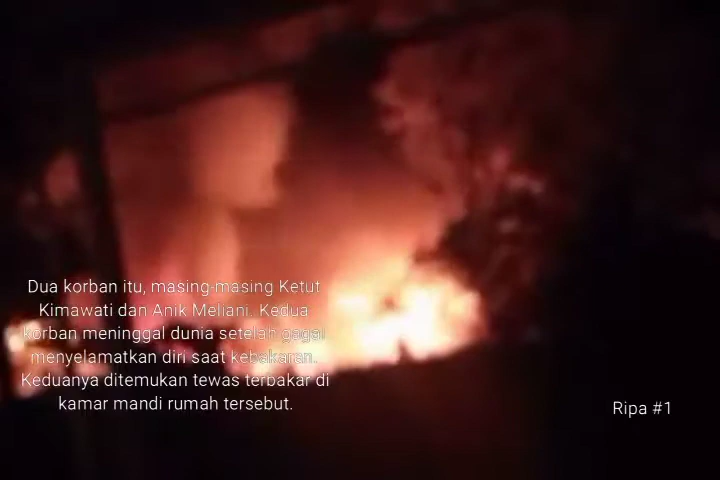 Dua korban itu, masing-masing Ketut
Kimawati dan Anik Meliani. Kedua
korban meninggal dunia setelah gagal
menyelamatkan diri saat kebakaran.
Keduanya ditemukan tewas terbakar di
kamar mandi rumah tersebut.
Ripa #1